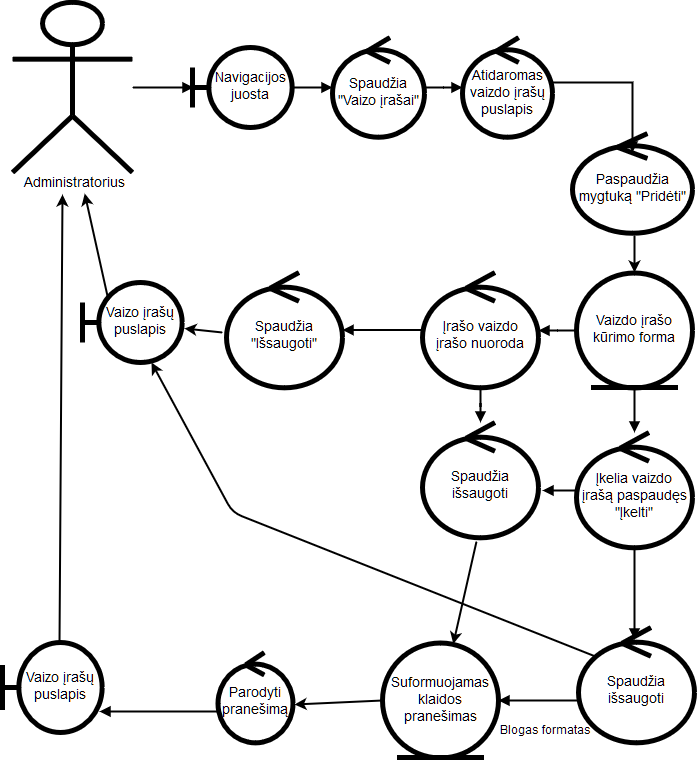 Navigacijos
juosta
Spaudžia
"Vaizo įrašai"
Atidaromas
vaizdo įrašų
puslapis
Administratorius
Paspaudžia
mygtuką "Pridėti"
Vaizo įrašų
puslapis
Spaudžia
"Išsaugoti"
Įrašo vaizdo
įrašo nuoroda
Vaizdo įrašo
kūrimo forma
Spaudžia
išsaugoti
Įkelia vaizdo
įrašą paspaudęs
"Įkelti"
Vaizo įrašų
puslapis
Parodyti
pranešimą
Suformuojamas
klaidos
pranešimas
Blogas formatas
Spaudžia
išsaugoti